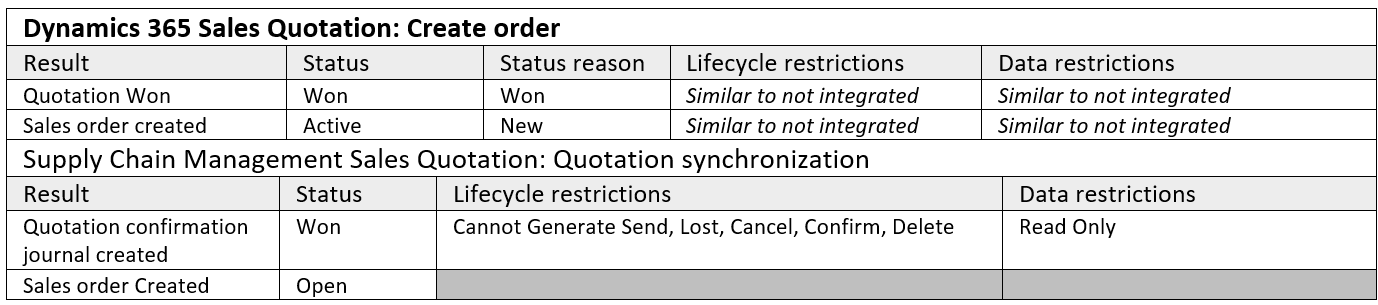 Dynamics 365 Sales Quotation: Create order
Result Status Status reason Lifecycle restrictions Data restrictions
Quotation Won Won Won Similar to not integrated Similar to not integrated
Sales order created Active New Similar to not integrated Similar to not integrated
Supply Chain Management Sales Quotation: Quotation synchronization
Result Status Lifecycle restrictions Data restrictions
Quotation confirmation Won Cannot Generate Send, Lost, Cancel, Confirm, Delete Read Only
journal created
Sales order Created Open